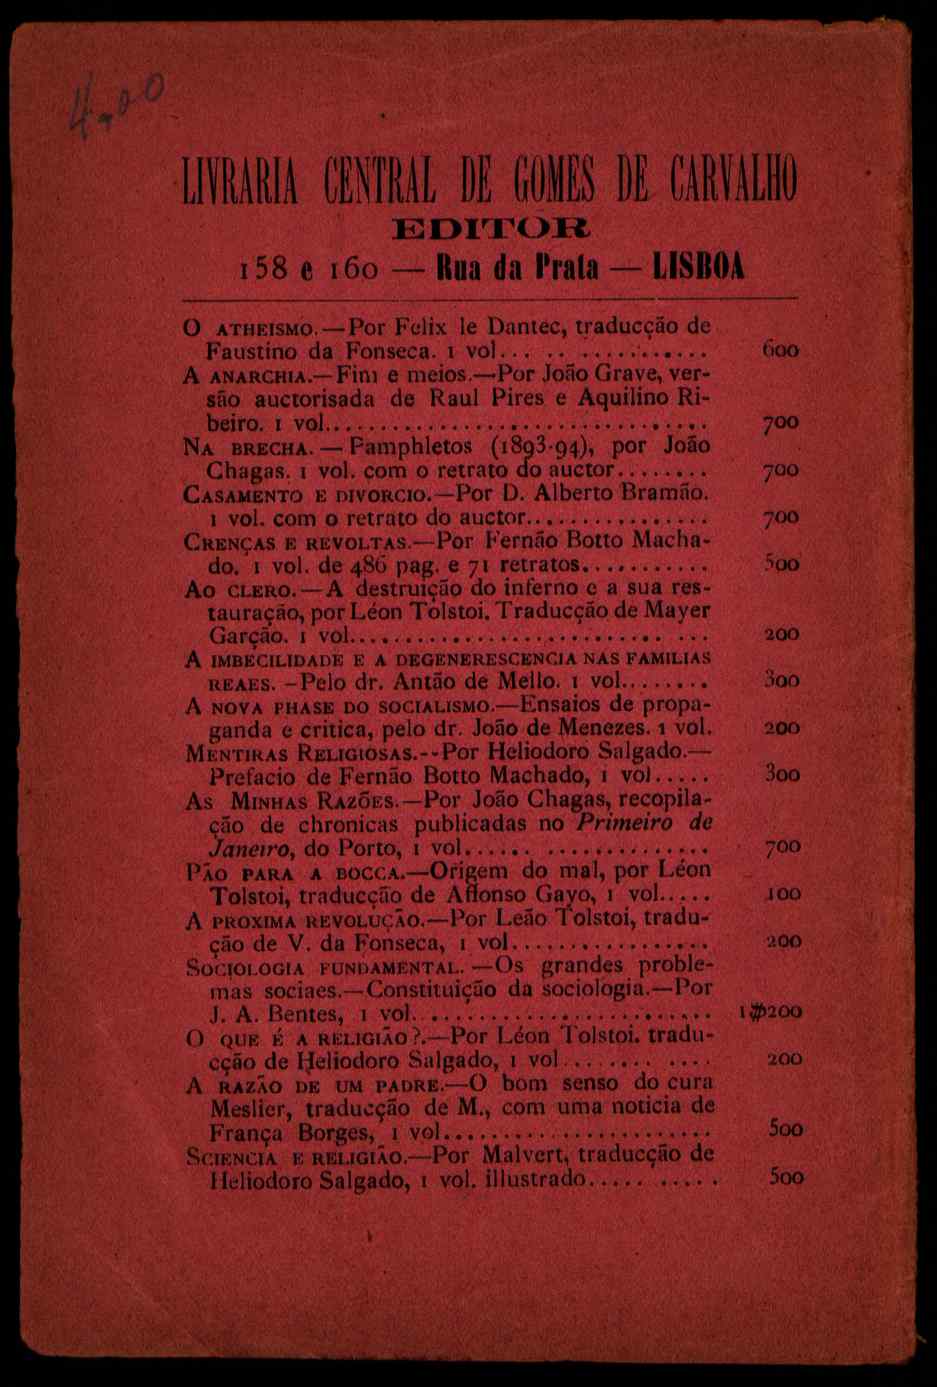 4.00
LIVRARIA CENTRAL DE GOMES DE CARVALHO
EDITOR
158 e 160 — Rua da Prata — LISBOA
O ATHEISMO.—Por Felix le Dantec, traducção de
Faustino da Fonseca. 1 vol.................. 600
A ANARCHIA.—Fim e meios.—Por João Grave, ver-
são auctorisada de Raul Pires e Aquilino Ri-
beiro. 1 vol.................................. 700
NA BRECHA.—Pamphletos (1893-94), por João
Chagas. 1 vol. com o retrato do auctor........ 700
CASAMENTO E DIVORCIO.—Por D. Alberto Bramão.
1 vol. com o retrato do auctor................ 700
CRENÇAS E REVOLTAS.—Por Fernão Botto Macha-
do. 1 vol. de 486 pag. e 71 retratos........... 500
AO CLERO.—A destruição do inferno e a sua res-
tauração, por Léon Tolstoi. Traducção de Mayer
Garção. 1 vol.............................. ... 200
A IMBECILIDADE E A DEGENERESCENCIA NAS FAMILIAS
REAES.—Pelo dr. Antão de Mello. 1 vol........ 300
A NOVA PHASE DO SOCIALISMO.—Ensaios de propa-
ganda e critica, pelo dr. João de Menezes. 1 vol. 200
MENTIRAS RELIGIOSAS.--Por Heliodoro Salgado.—
Prefacio de Fernão Botto Machado, 1 vol..... 300
AS MINHAS RAZÕES.—Por João Chagas, recopila-
ção de chronicas publicadas no Primeiro de
Janeiro, do Porto, 1 vol...... .............. 700
PÃO PARA A BOCCA.—Origem do mal, por Léon
Tolstoi, traducção de Affonso Gayo, 1 vol..... 100
A PROXIMA REVOLUÇÃO.—Por Leão Tolstoi, tradu-
ção de V. da Fonseca, 1 vol................. 200
SOCIOLOGIA FUNDAMENTAL.—Os grandes proble-
mas sociaes.—Constituição da sociologia.—Por
J. A. Bentes, 1 vol.......................... 1$200
O QUE É A RELIGIÃO?.—Por Léon Tolstoi. tradu-
cção de Heliodoro Salgado, 1 vol........ .... 200
A RAZÃO DE UM PADRE.—O bom senso do cura
Meslier, traducção de M., com uma noticia de
França Borges, 1 vol....................... 500
SCIENCIA E RELIGIÃO.—Por Malvert, traducção de
Heliodoro Salgado, 1 vol. illustrado..... ..... 500